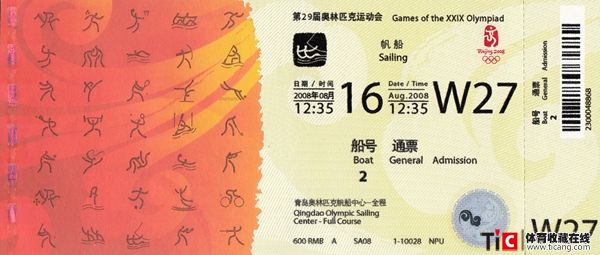 第29届奥林匹克运动会 Games of the XXIX Olympiad
帆船
Sailing
Beijing 2008
日期 / 时间
2008年08月
12:35
16
Date / Time
Aug.2008
12:35
W27
船号 通票
Boat General Admission
2
青岛奥林匹克帆船中心–全程
Qingdao Olympic Sailing
Center - Full Course
600 RMB A SA08 1-10028 NPU
船号 通票
Boat General Admission
2
2300048868
W27
TiC 体育收藏在线
www.ticang.com